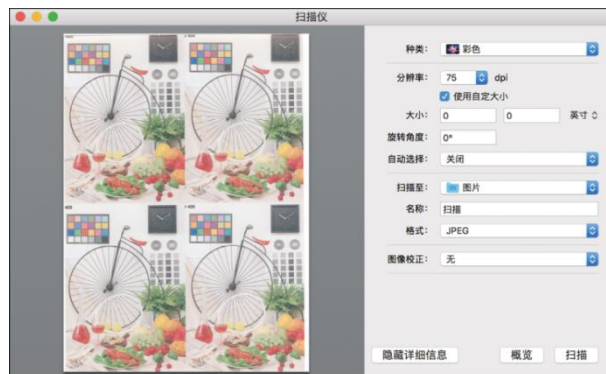 扫描仪
种类: 彩色
分辨率: 75 dpi
使用自定大小
大小: 0 0 英寸
旋转角度: 0°
自动选择: 关闭
扫描至: 图片
名称: 扫描
格式: JPEG
图像校正: 无
隐藏详细信息 概览 扫描